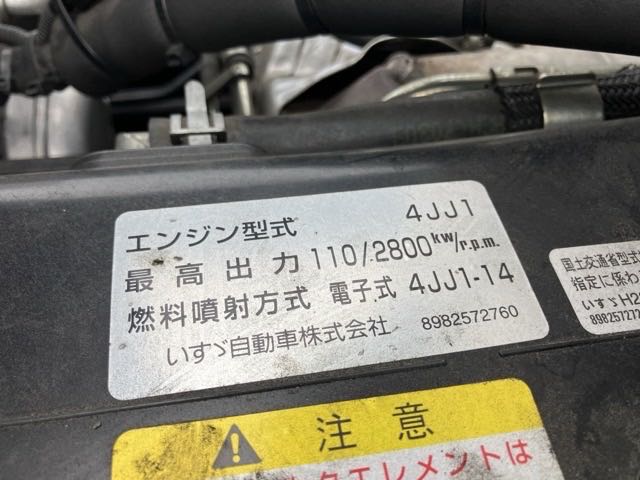 エンジン型式 4JJ1
最高出力 110/2800kW/r.p.m.
燃料噴射方式 電子式 4JJ1-14
いすゞ自動車株式会社 8982572760
国土交通省型式
指定に係わ
いすゞ
8982572
注意
エレメントは